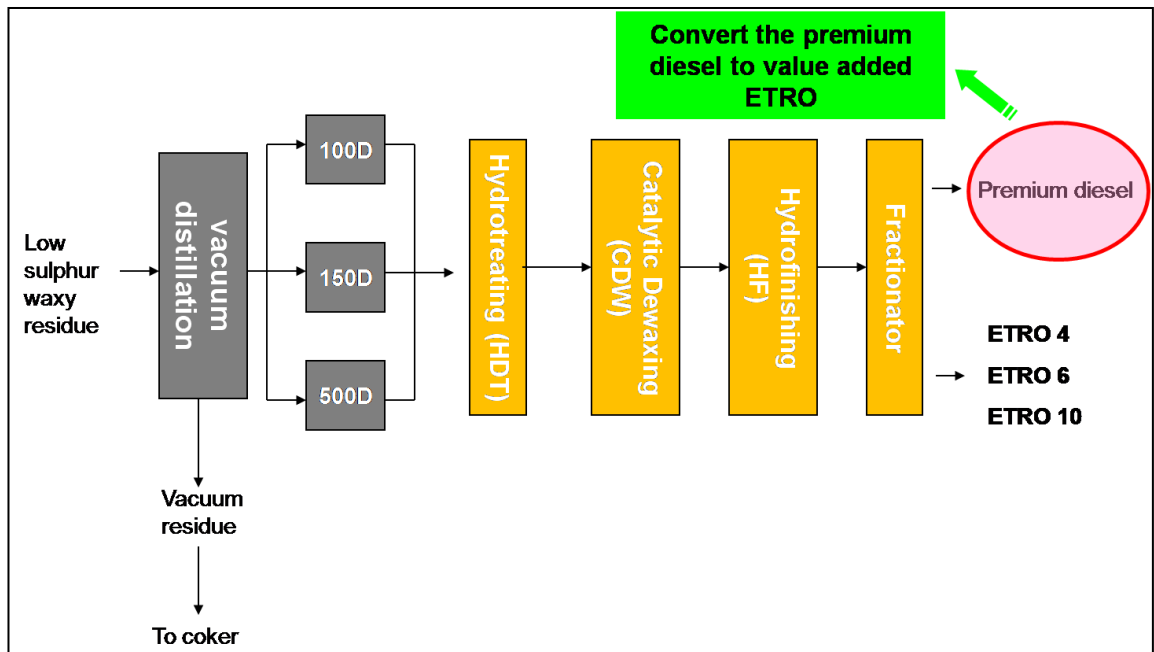 Convert the premium
diesel to value added
ETRO
Low
sulphur
waxy
residue
vacuum
distillation
100D
150D
500D
Hydrotreating (HDT)
Catalytic Dewaxing
(CDW)
Hydrofinishing
(HF)
Fractionator
Premium diesel
ETRO 4
ETRO 6
ETRO 10
Vacuum
residue
To coker